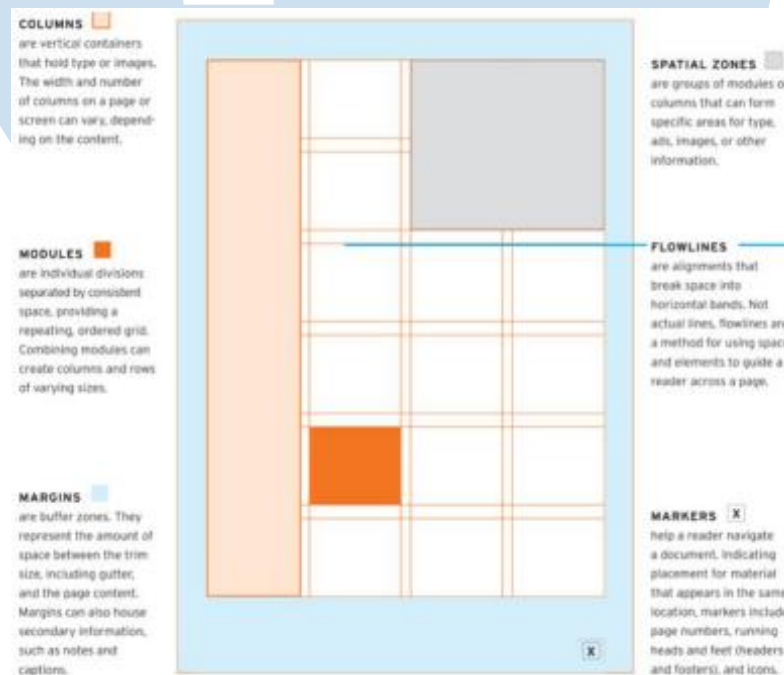 COLUMNS
are vertical containers
that hold type or images.
The width and number
of columns on a page or
screen can vary, depend-
ing on the content.
MODULES
are individual divisions
separated by consistent
space, providing a
repeating, ordered grid.
Combining modules can
create columns and rows
of varying sizes.
MARGINS
are buffer zones. They
represent the amount of
space between the trim
size, including gutter,
and the page content.
Margins can also house
secondary information,
such as notes and
captions.
X
SPATIAL ZONES
are groups of modules o
columns that can form
specific areas for type,
ads, images, or other
information.
FLOWLINES
are alignments that
break space into
horizontal bands. Not
actual lines, flowlines are
a method for using space
and elements to guide a
reader across a page.
MARKERS X
help a reader navigate
a document. Indicating
placement for material
that appears in the same
location, markers include
page numbers, running
heads and feet (headers
and footers), and icons.